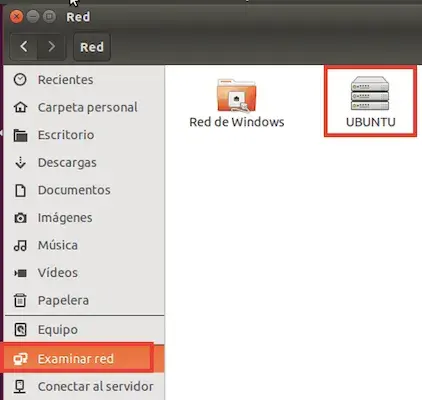 Red
Red
Recientes
Carpeta personal
Escritorio
Descargas
Documentos
Imágenes
Música
Vídeos
Papelera
Equipo
Examinar red
Conectar al servidor
Red de Windows
UBUNTU